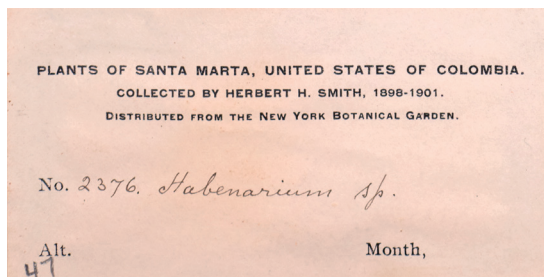 PLANTS OF SANTA MARTA, UNITED STATES OF COLOMBIA.
COLLECTED BY HERBERT H. SMITH, 1898-1901.
DISTRIBUTED FROM THE NEW YORK BOTANICAL GARDEN.
No. 2376. Habenarium sp.
Alt. Month,
47